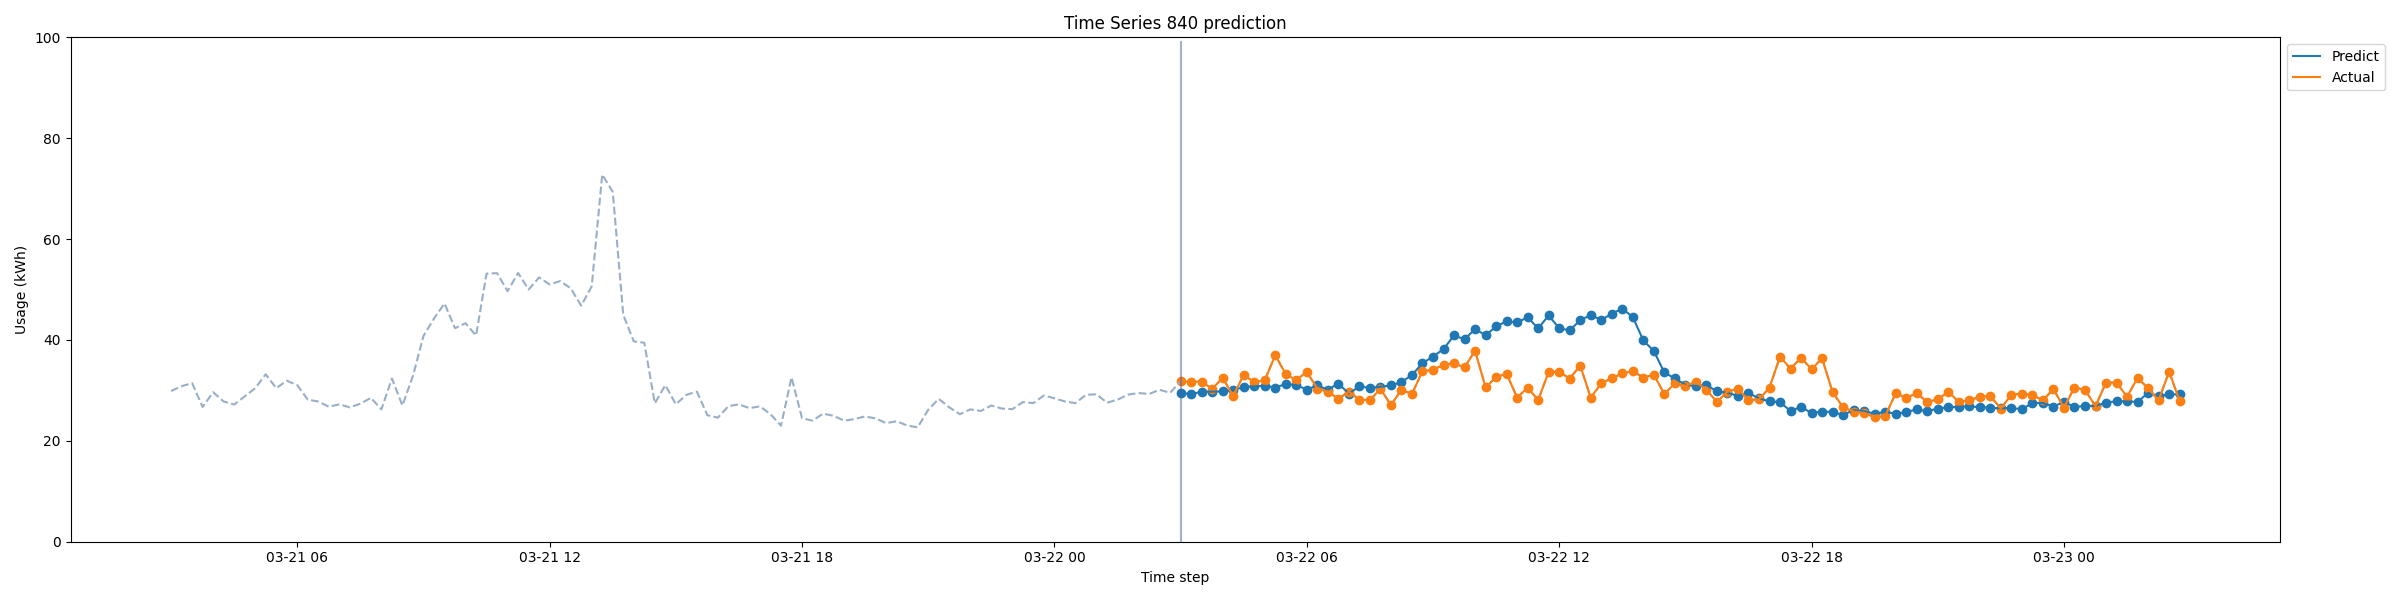 Time Series 840 prediction
Predict
Actual
Usage (kWh)
100
80
60
40
20
0
03-21 06
03-21 12
03-21 18
03-22 00
03-22 06
03-22 12
03-22 18
03-23 00
Time step